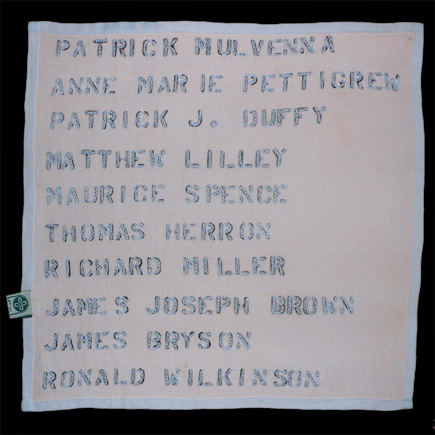 PATRICK MULVENNA
ANNE MARIE PETTIGREW
PATRICK J. DUFFY
MATTHEW LILLEY
MAURICE SPENCE
THOMAS HERRON
RICHARD MILLER
JAMES JOSEPH BROWN
JAMES BRYSON
RONALD WILKINSON